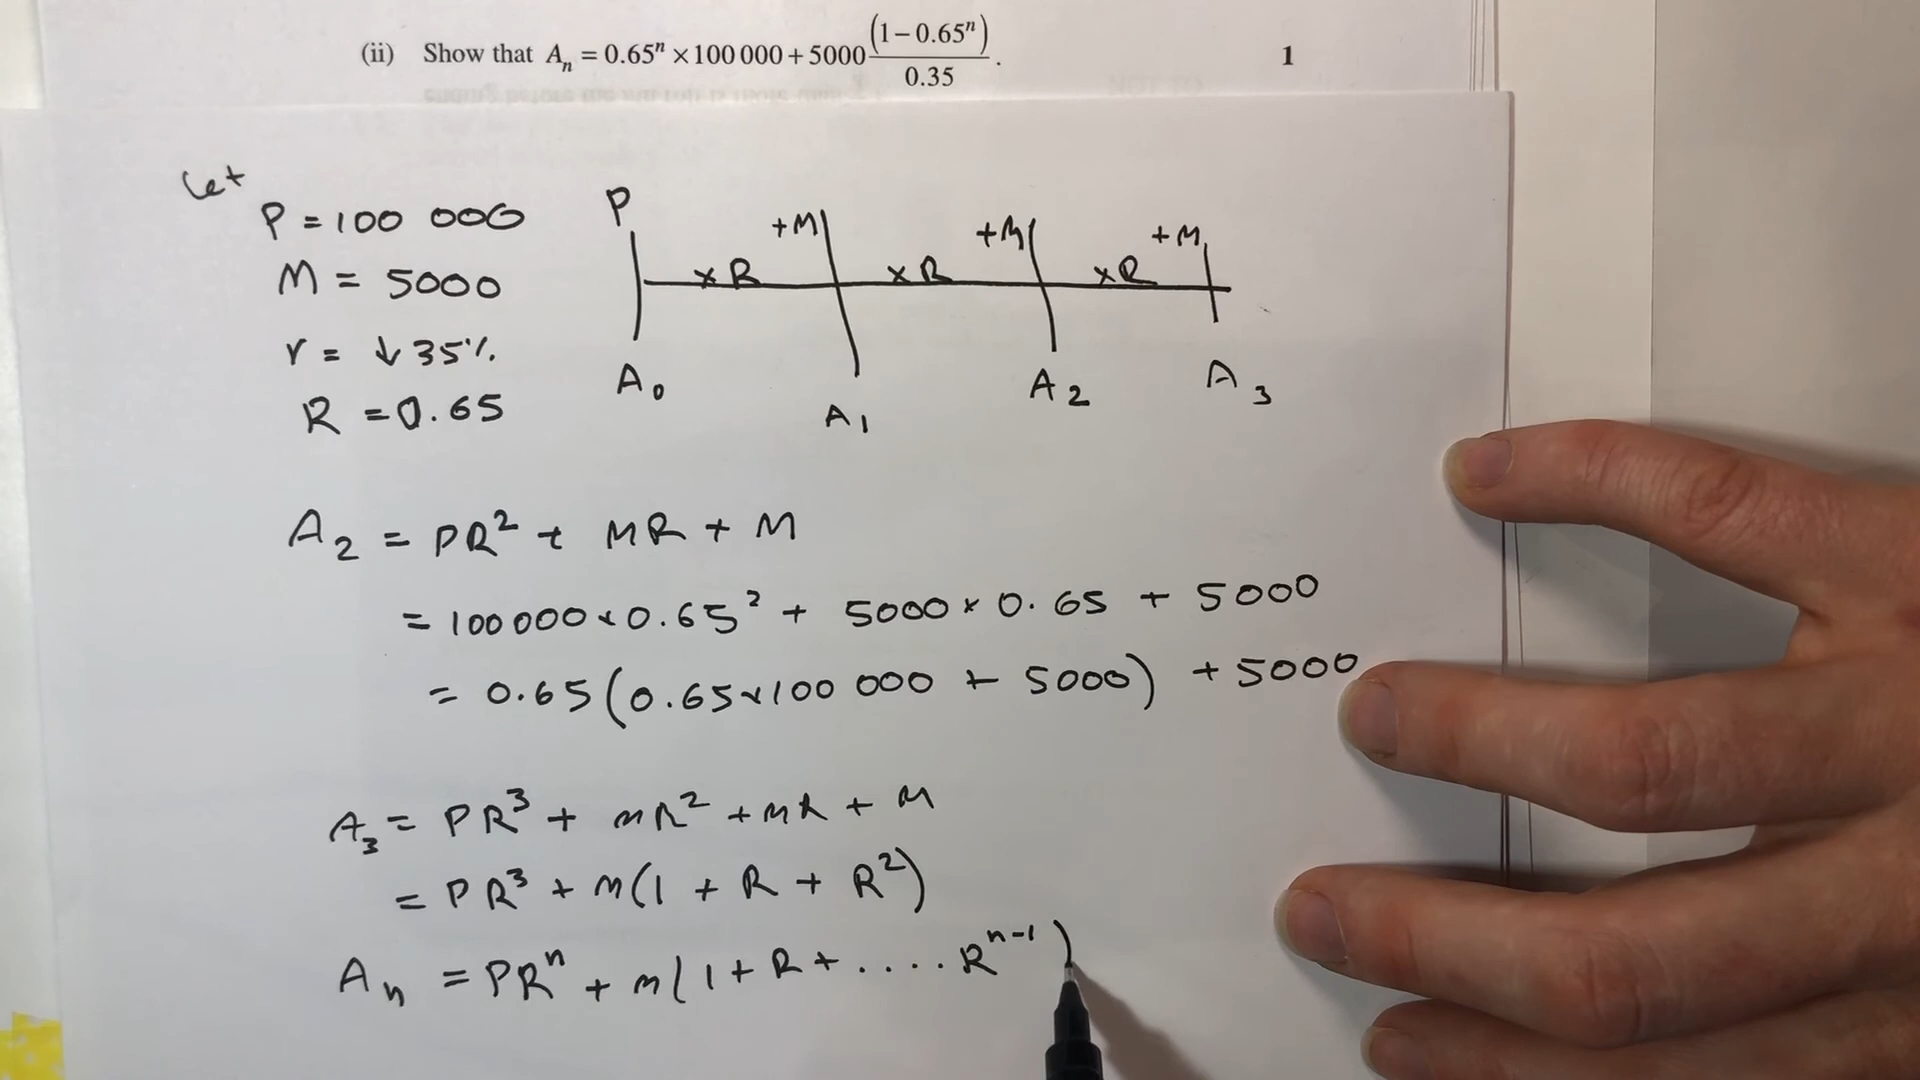 (ii) Show that Aₙ = 0.65ⁿ × 100 000 + 5000 (1 − 0.65ⁿ)/0.35 . 1
Let
P = 100 000
M = 5000
r = ↓ 35%
R = 0.65
P +M +M +M
×R ×R ×R
A₀ A₁ A₂ A₃
A₂ = PR² + MR + M
= 100 000 × 0.65² + 5000 × 0.65 + 5000
= 0.65(0.65 × 100 000 + 5000) + 5000
A₃ = PR³ + MR² + MR + M
= PR³ + M(1 + R + R²)
Aₙ = PRⁿ + M(1 + R + .... Rⁿ⁻¹)